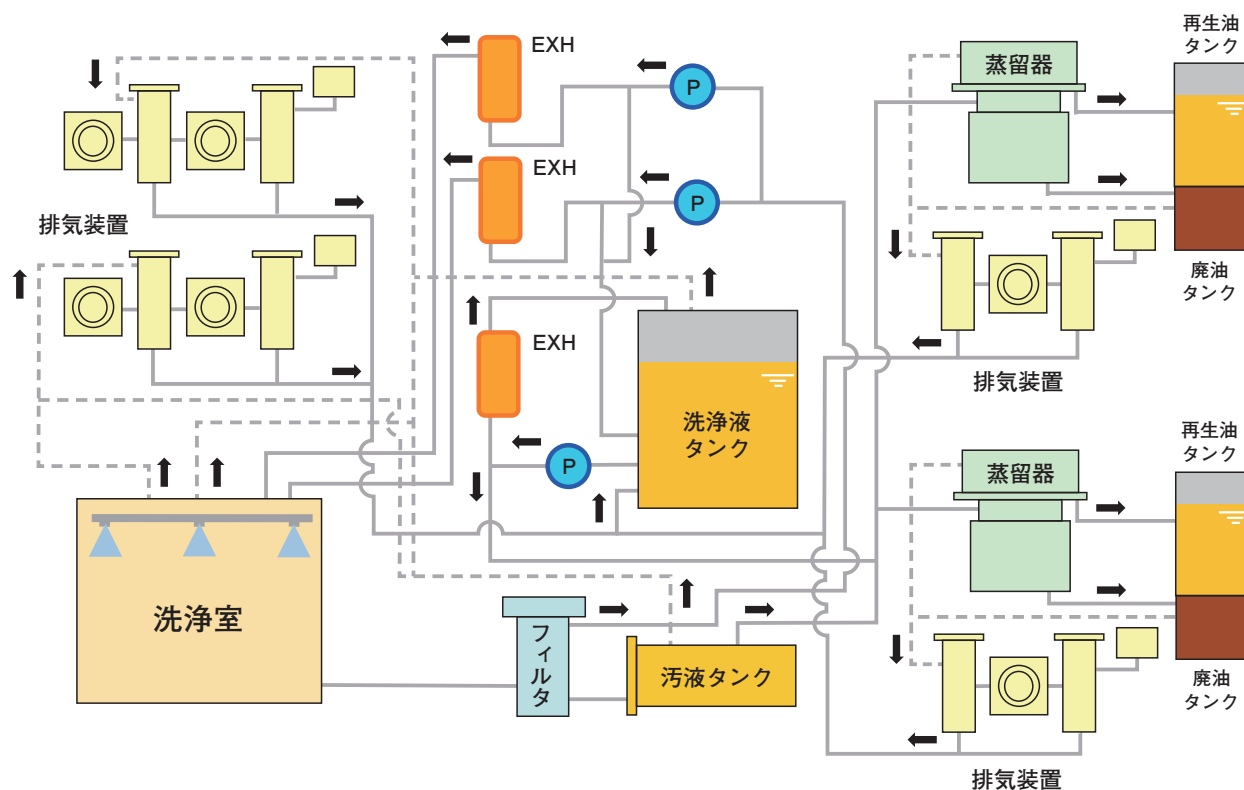 EXH
P
再生油
タンク
蒸留器
EXH
P
排気装置
廃油
タンク
EXH
排気装置
洗浄液
タンク
P
再生油
タンク
蒸留器
洗浄室
フィルタ
汚液タンク
廃油
タンク
排気装置